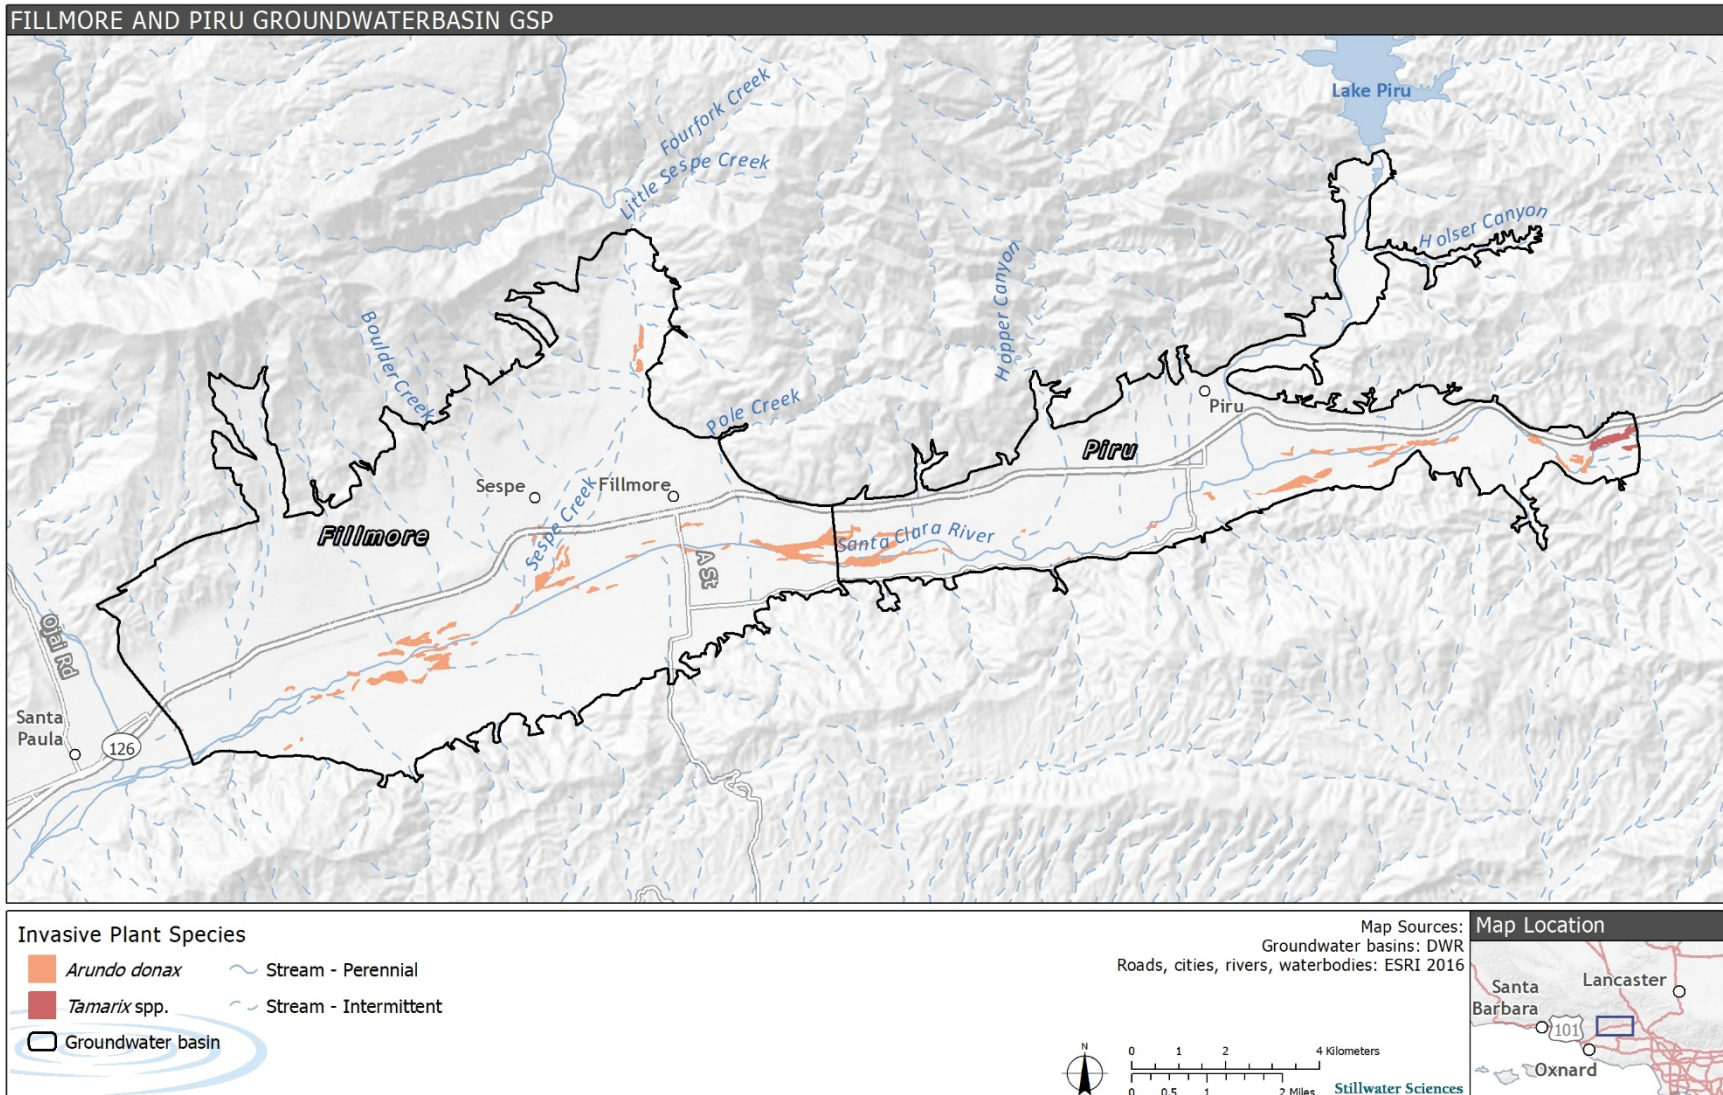 FILLMORE AND PIRU GROUNDWATERBASIN GSP
Lake Piru
Fourfork Creek
Little Sespe Creek
Holser Canyon
Hopper Canyon
Boulder Creek
Pole Creek
Piru
Piru
Sespe
Fillmore
Sespe Creek
Fillmore
Santa Clara River
A St
Ojai Rd
Santa
Paula
126
Invasive Plant Species
Arundo donax
Stream - Perennial
Tamarix spp.
Stream - Intermittent
Groundwater basin
Map Sources:
Groundwater basins: DWR
Roads, cities, rivers, waterbodies: ESRI 2016
N
0 1 2 4 Kilometers
0 0.5 1 2 Miles
Stillwater Sciences
Map Location
Santa
Barbara
Lancaster
101
Oxnard